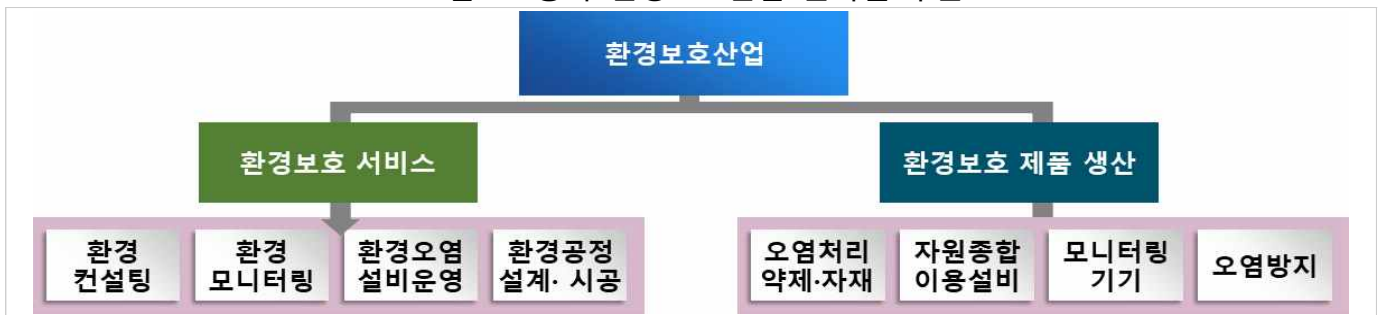 환경보호산업
환경보호 서비스
환경보호 제품 생산
환경
컨설팅
환경
모니터링
환경오염
설비운영
환경공정
설계· 시공
오염처리
약제·자재
자원종합
이용설비
모니터링
기기
오염방지